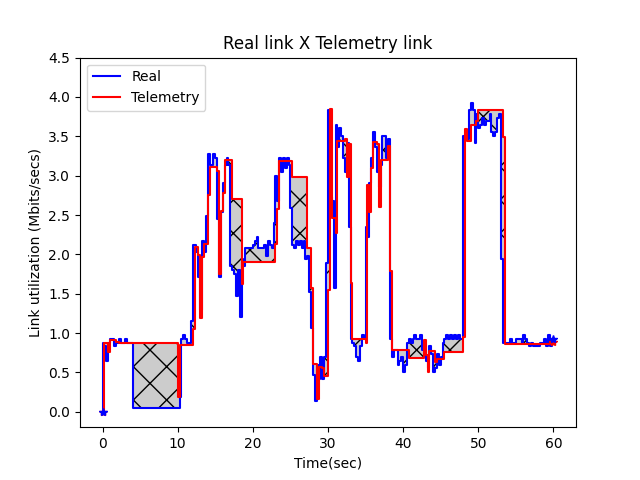 Real link X Telemetry link
Real
Telemetry
Link utilization (Mbits/secs)
4.5
4.0
3.5
3.0
2.5
2.0
1.5
1.0
0.5
0.0
0 10 20 30 40 50 60
Time(sec)